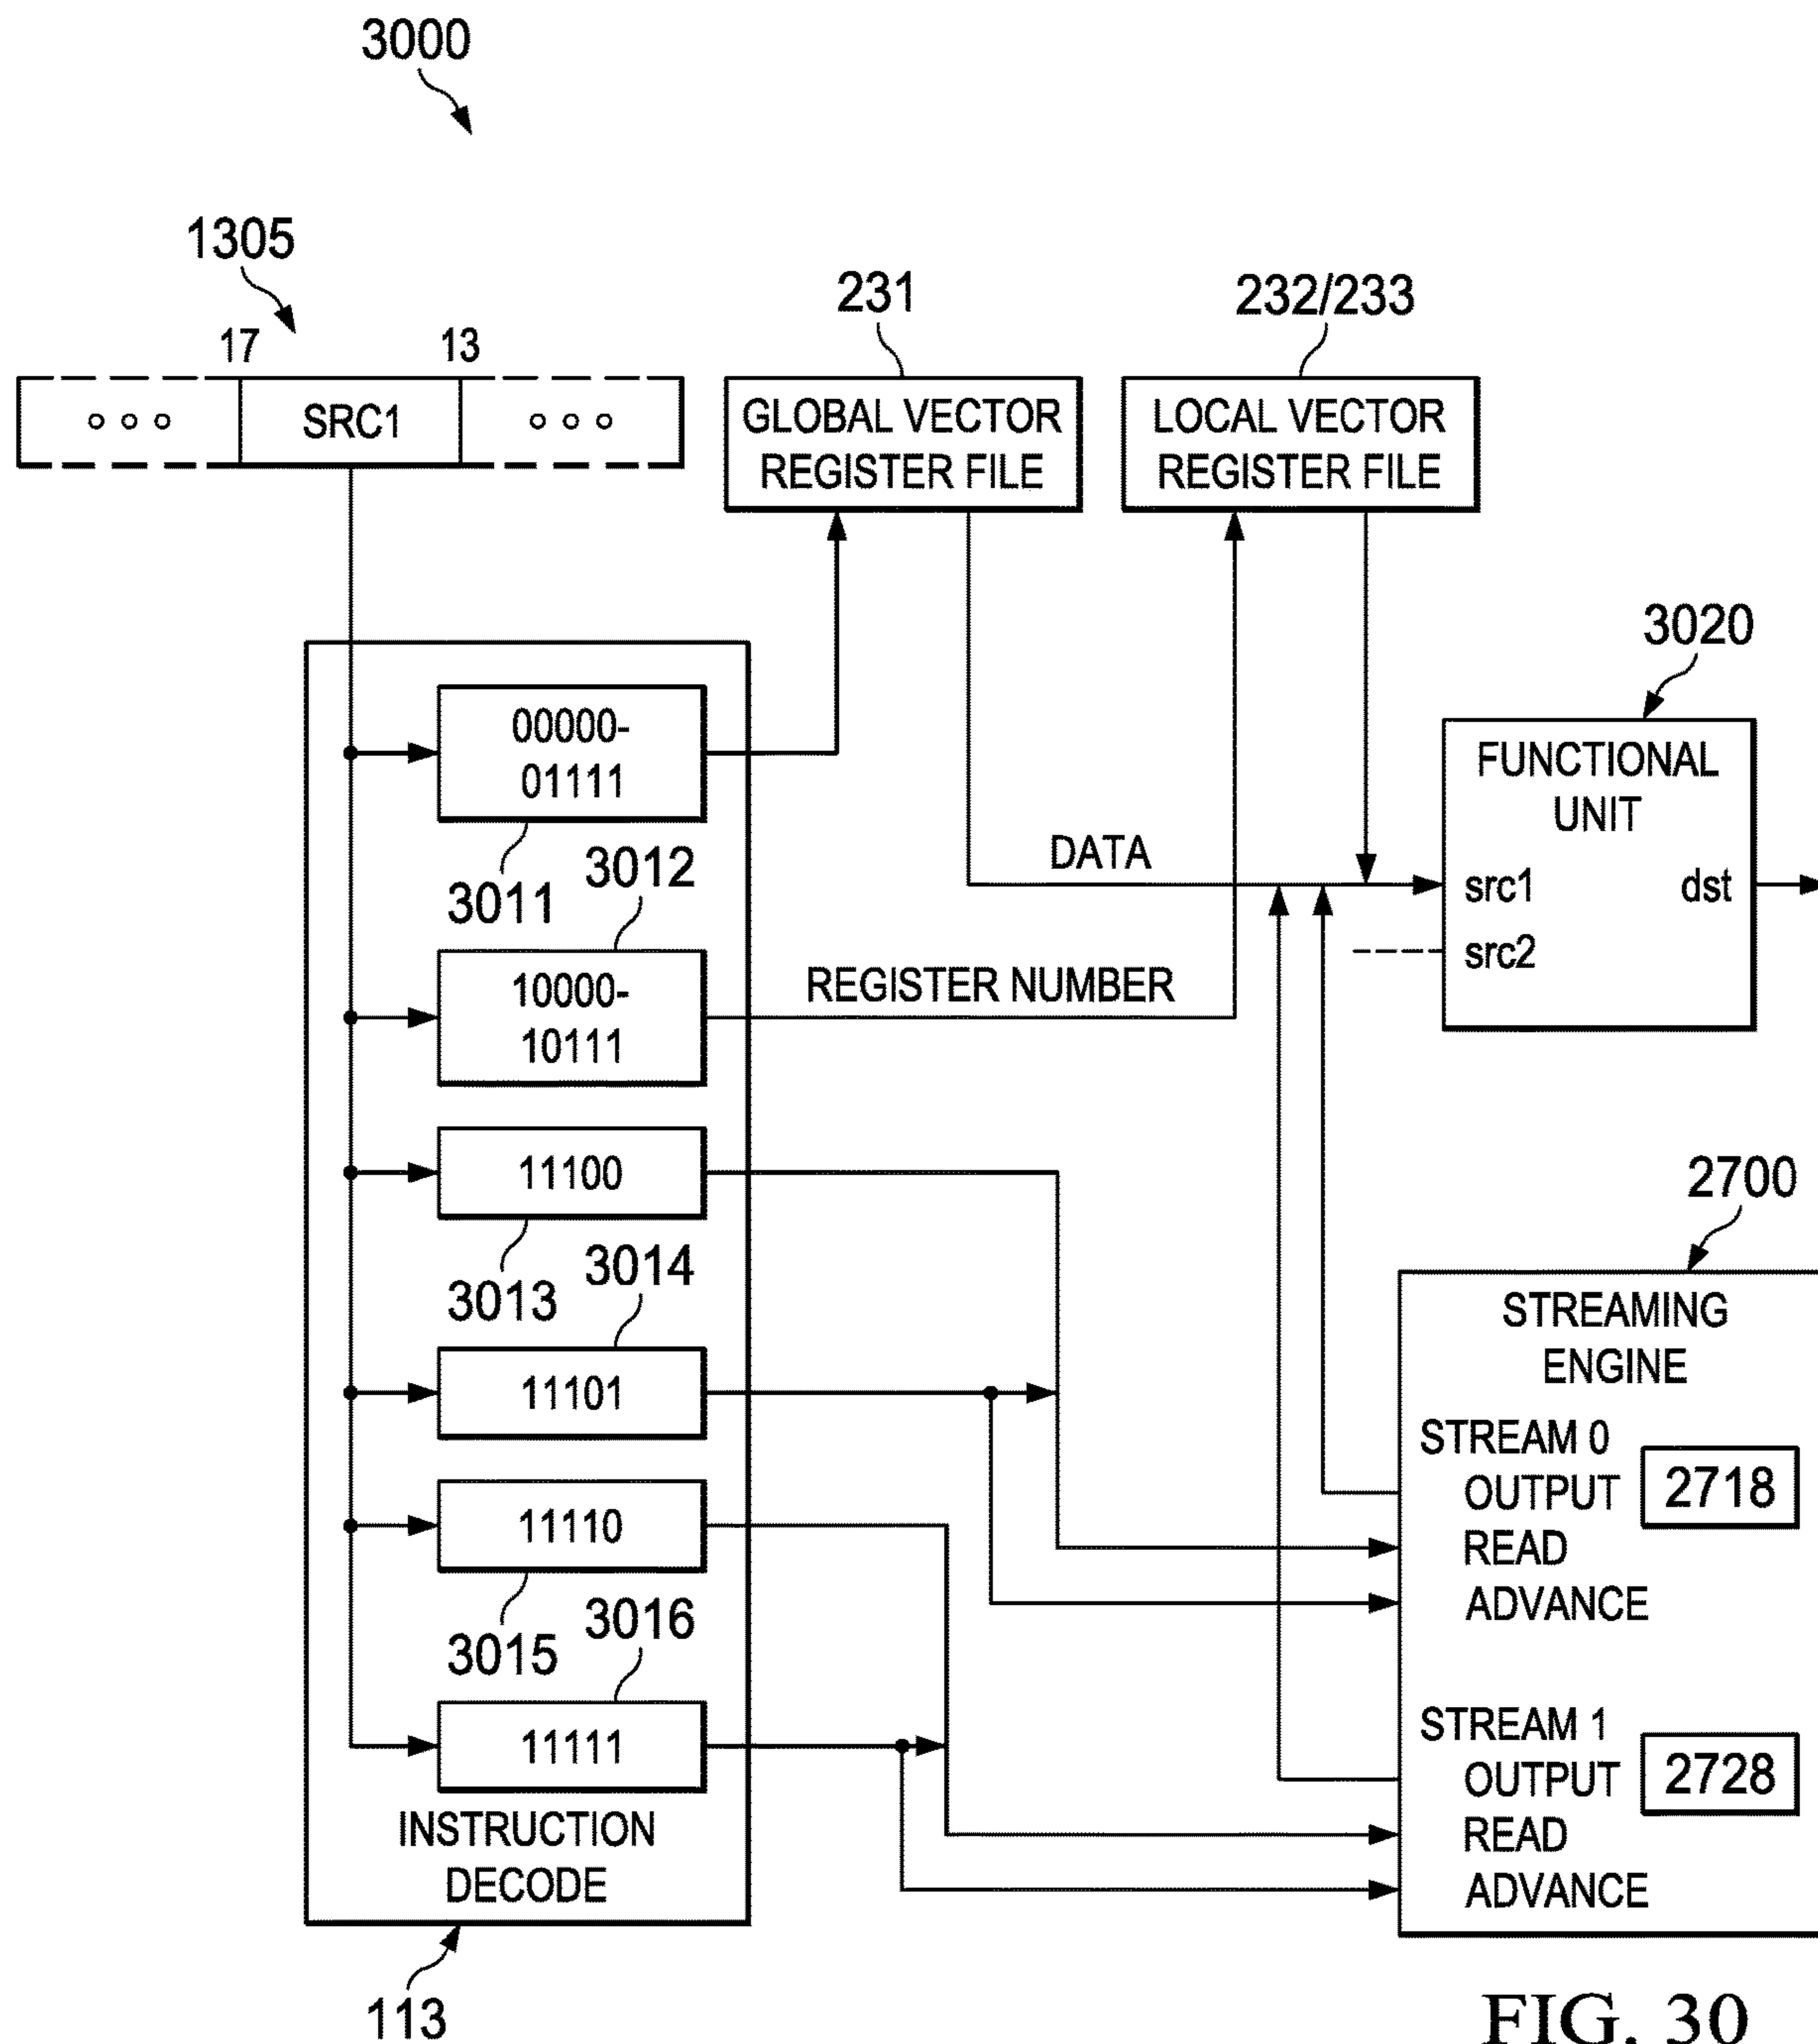 3000
1305
17
13
○ ○ ○
SRC1
○ ○ ○
231
GLOBAL VECTOR
REGISTER FILE
232/233
LOCAL VECTOR
REGISTER FILE
00000-
01111
3011
3012
10000-
10111
11100
3013
3014
11101
11110
3015
3016
11111
INSTRUCTION
DECODE
113
DATA
REGISTER NUMBER
3020
FUNCTIONAL
UNIT
src1
dst
src2
2700
STREAMING
ENGINE
STREAM 0
OUTPUT
2718
READ
ADVANCE
STREAM 1
OUTPUT
2728
READ
ADVANCE
FIG. 30